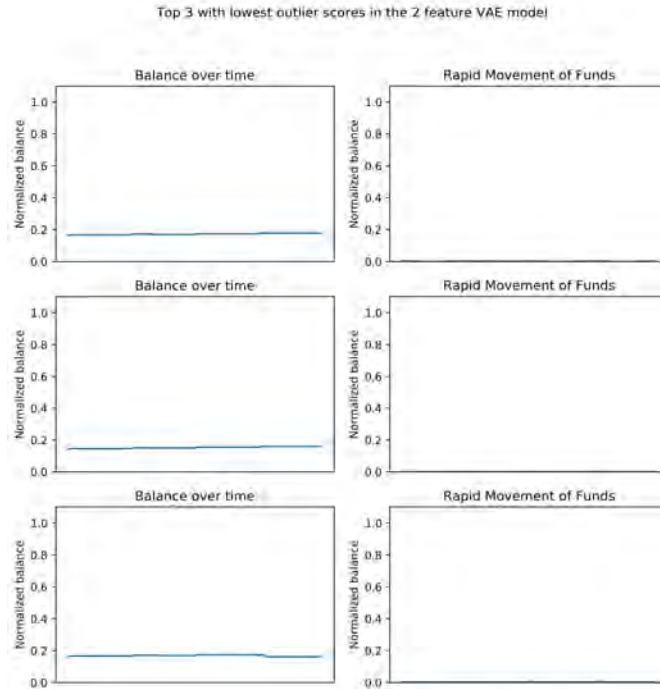 Top 3 with lowest outlier scores in the 2 feature VAE model
Balance over time
Rapid Movement of Funds
Normalized balance
1.0
0.8
0.6
0.4
0.2
0.0
Normalized balance
1.0
0.8
0.6
0.4
0.2
0.0
Balance over time
Rapid Movement of Funds
Normalized balance
1.0
0.8
0.6
0.4
0.2
0.0
Normalized balance
1.0
0.8
0.6
0.4
0.2
0.0
Balance over time
Rapid Movement of Funds
Normalized balance
1.0
0.8
0.6
0.4
0.2
0.0
Normalized balance
1.0
0.8
0.6
0.4
0.2
0.0